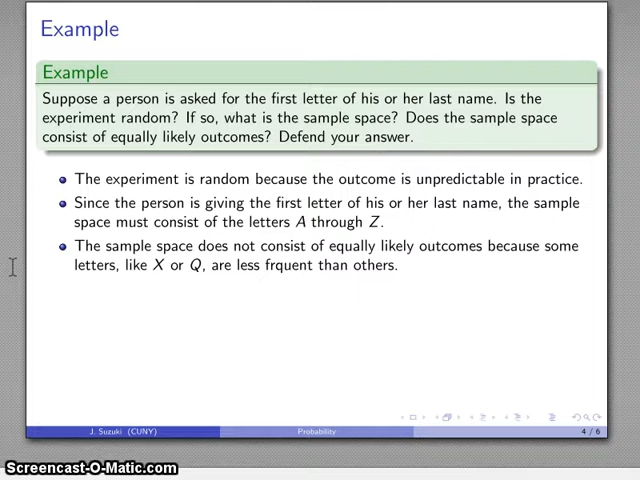 Example
Example
Suppose a person is asked for the first letter of his or her last name. Is the
experiment random? If so, what is the sample space? Does the sample space
consist of equally likely outcomes? Defend your answer.
The experiment is random because the outcome is unpredictable in practice.
Since the person is giving the first letter of his or her last name, the sample
space must consist of the letters A through Z.
The sample space does not consist of equally likely outcomes because some
letters, like X or Q, are less frquent than others.
J. Suzuki (CUNY) Probability 4 / 6
Screencast-O-Matic.com